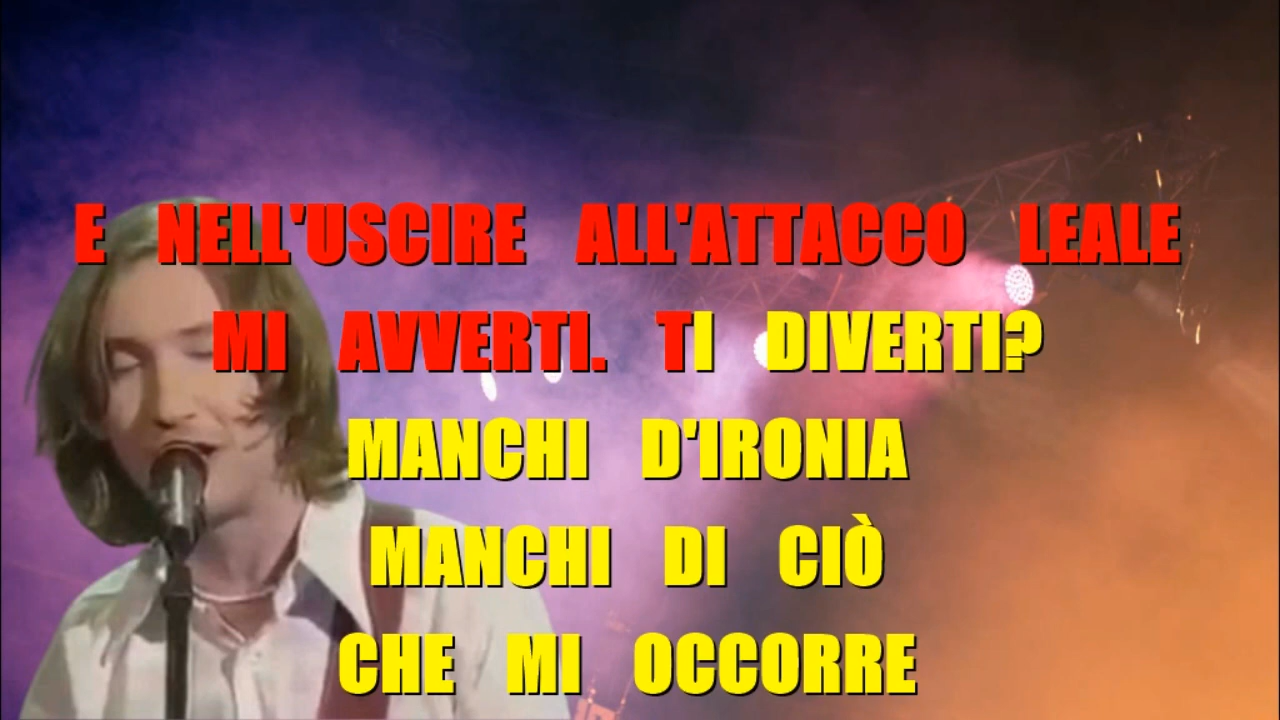 E NELL'USCIRE ALL'ATTACCO LEALE
MI AVVERTI. TI DIVERTI?
MANCHI D'IRONIA
MANCHI DI CIÒ
CHE MI OCCORRE